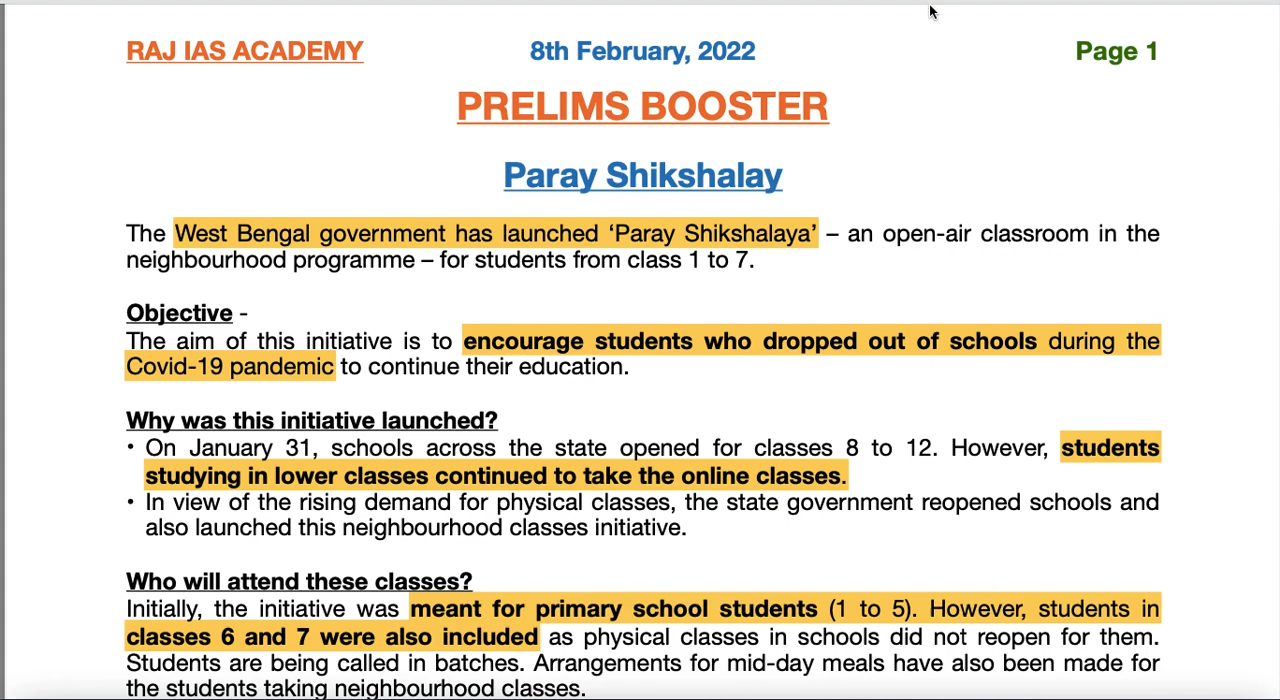 RAJ IAS ACADEMY 8th February, 2022 Page 1
PRELIMS BOOSTER
Paray Shikshalay
The West Bengal government has launched ‘Paray Shikshalaya’ – an open-air classroom in the
neighbourhood programme – for students from class 1 to 7.
Objective -
The aim of this initiative is to encourage students who dropped out of schools during the
Covid-19 pandemic to continue their education.
Why was this initiative launched?
• On January 31, schools across the state opened for classes 8 to 12. However, students
studying in lower classes continued to take the online classes.
• In view of the rising demand for physical classes, the state government reopened schools and
also launched this neighbourhood classes initiative.
Who will attend these classes?
Initially, the initiative was meant for primary school students (1 to 5). However, students in
classes 6 and 7 were also included as physical classes in schools did not reopen for them.
Students are being called in batches. Arrangements for mid-day meals have also been made for
the students taking neighbourhood classes.